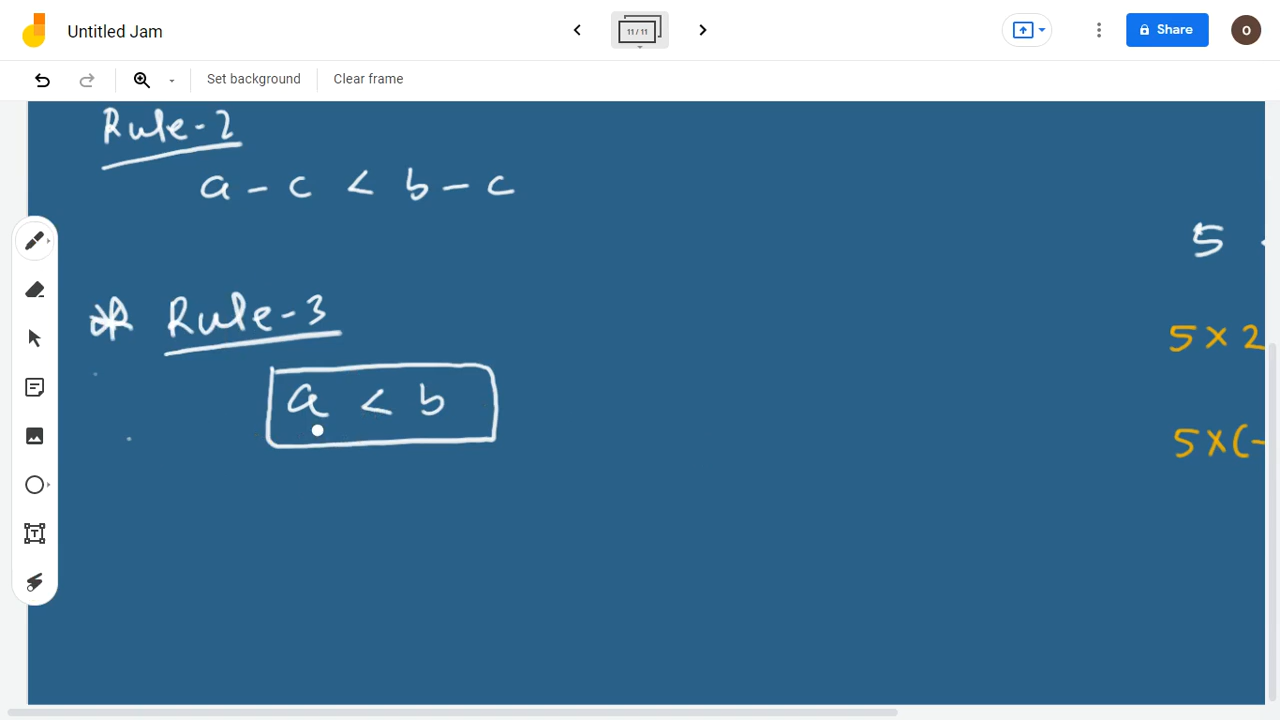 Untitled Jam
11 / 11
Share
O
Set background
Clear frame
Rule-2
a - c < b - c
* Rule-3
a < b
5
5 × 2
5 × (-